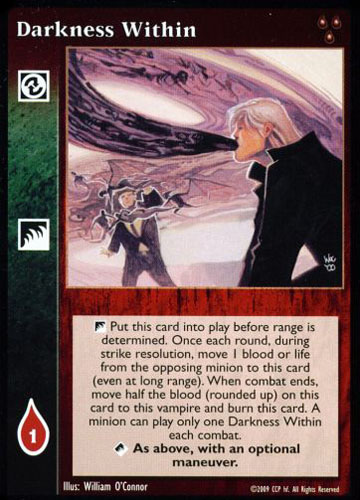 Darkness Within
WOC
'00
Put this card into play before range is
determined. Once each round, during
strike resolution, move 1 blood or life
from the opposing minion to this card
(even at long range). When combat ends,
move half the blood (rounded up) on this
card to this vampire and burn this card. A
minion can play only one Darkness Within
each combat.
As above, with an optional
maneuver.
1
Illus: William O'Connor
©2009 CCP hf. All Rights Reserved